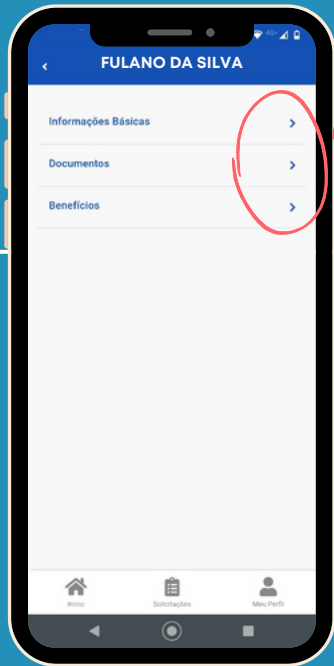 FULANO DA SILVA
Informações Básicas
Documentos
Benefícios
Início
Solicitações
Meu Perfil